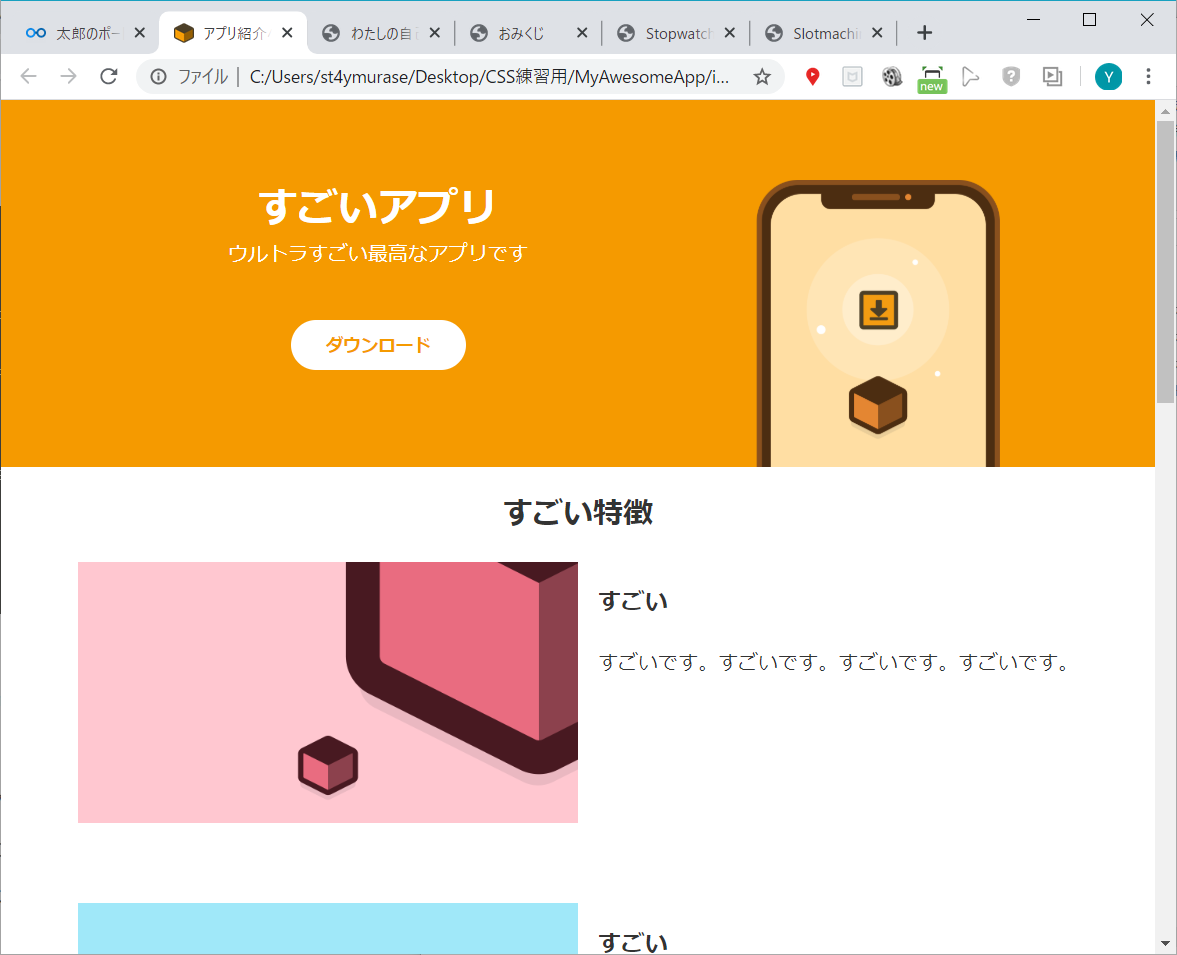 太郎のポー
アプリ紹介
わたしの自
おみくじ
Stopwatch
Slotmachi
ファイル
C:/Users/st4ymurase/Desktop/CSS練習用/MyAwesomeApp/i...
new
Y
すごいアプリ
ウルトラすごい最高なアプリです
ダウンロード
すごい特徴
すごい
すごいです。すごいです。すごいです。すごいです。
すごい